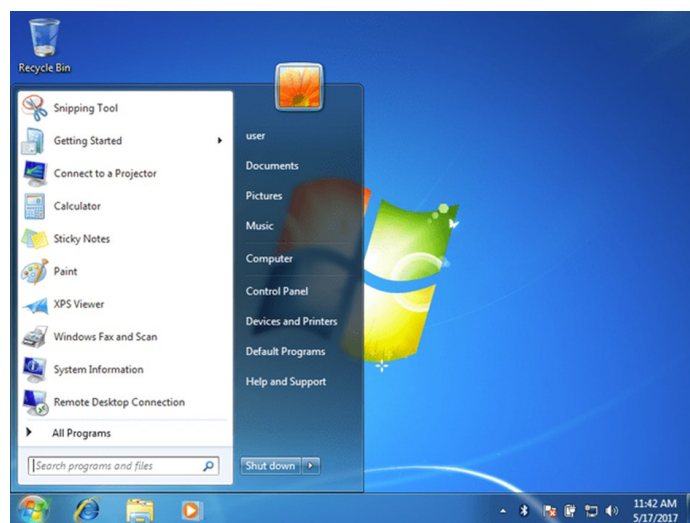 Recycle Bin
Snipping Tool
Getting Started
Connect to a Projector
Calculator
Sticky Notes
Paint
XPS Viewer
Windows Fax and Scan
System Information
Remote Desktop Connection
All Programs
Search programs and files
user
Documents
Pictures
Music
Computer
Control Panel
Devices and Printers
Default Programs
Help and Support
Shut down
11:42 AM
5/17/2017